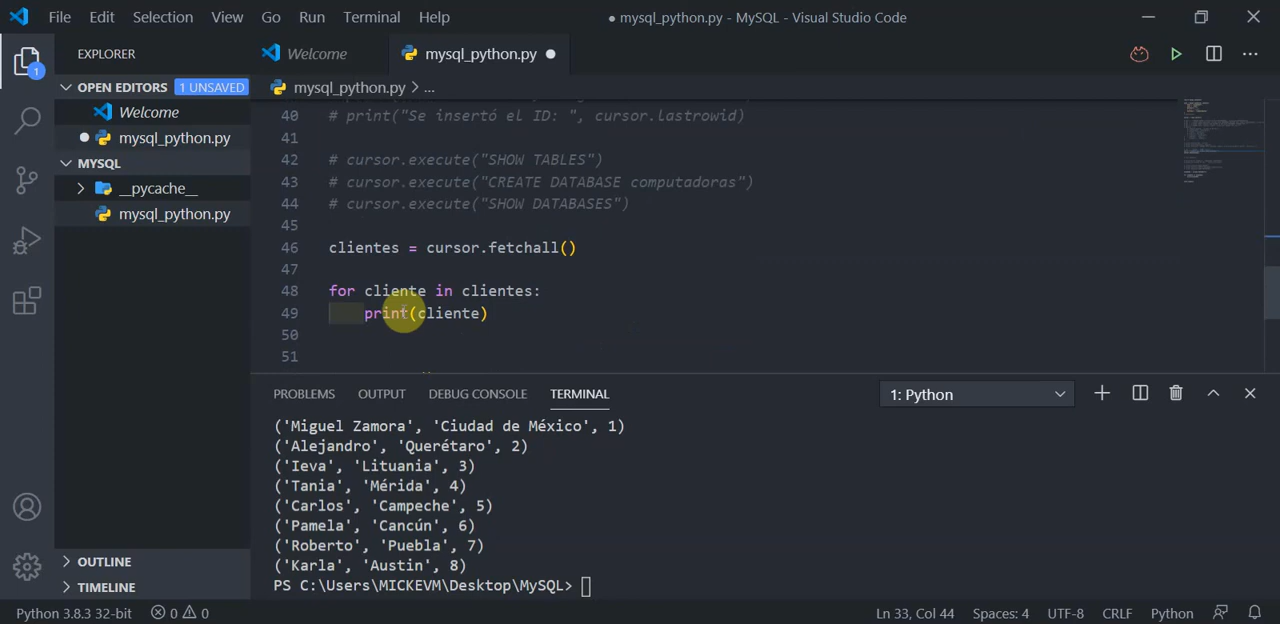 File Edit Selection View Go Run Terminal Help ● mysql_python.py - MySQL - Visual Studio Code
EXPLORER
Welcome mysql_python.py ●
OPEN EDITORS 1 UNSAVED
mysql_python.py > ...
Welcome
● mysql_python.py
MYSQL
__pycache__
mysql_python.py
40 # print("Se insertó el ID: ", cursor.lastrowid)
41
42 # cursor.execute("SHOW TABLES")
43 # cursor.execute("CREATE DATABASE computadoras")
44 # cursor.execute("SHOW DATABASES")
45
46 clientes = cursor.fetchall()
47
48 for cliente in clientes:
49 print(cliente)
50
51
PROBLEMS OUTPUT DEBUG CONSOLE TERMINAL 1: Python
('Miguel Zamora', 'Ciudad de México', 1)
('Alejandro', 'Querétaro', 2)
('Ieva', 'Lituania', 3)
('Tania', 'Mérida', 4)
('Carlos', 'Campeche', 5)
('Pamela', 'Cancún', 6)
('Roberto', 'Puebla', 7)
('Karla', 'Austin', 8)
PS C:\Users\MICKEVM\Desktop\MySQL>
OUTLINE
TIMELINE
1
Python 3.8.3 32-bit 0 0 Ln 33, Col 44 Spaces: 4 UTF-8 CRLF Python